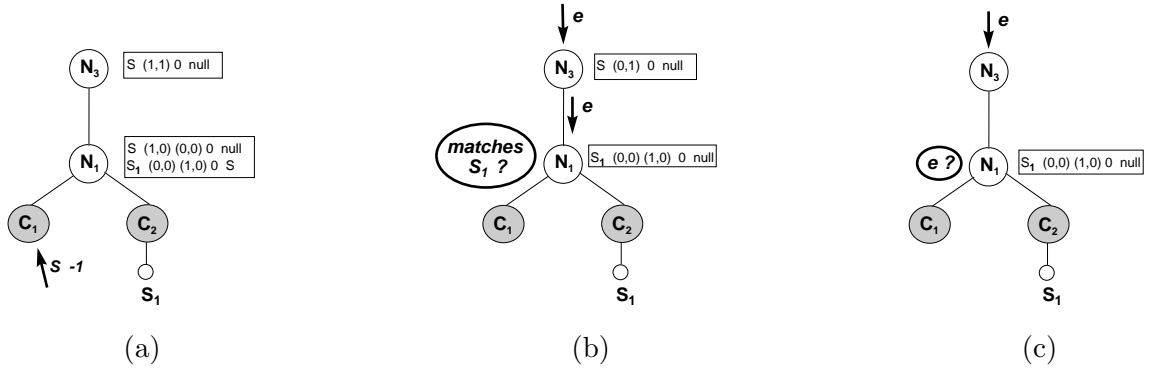 N3
S (1,1) 0 null
N1
S (1,0) (0,0) 0 null
S1 (0,0) (1,0) 0 S
C1
C2
S -1
S1
(a)
e
N3
S (0,1) 0 null
e
matches
S1 ?
N1
S1 (0,0) (1,0) 0 null
C1
C2
S1
(b)
e
N3
e ?
N1
S1 (0,0) (1,0) 0 null
C1
C2
S1
(c)